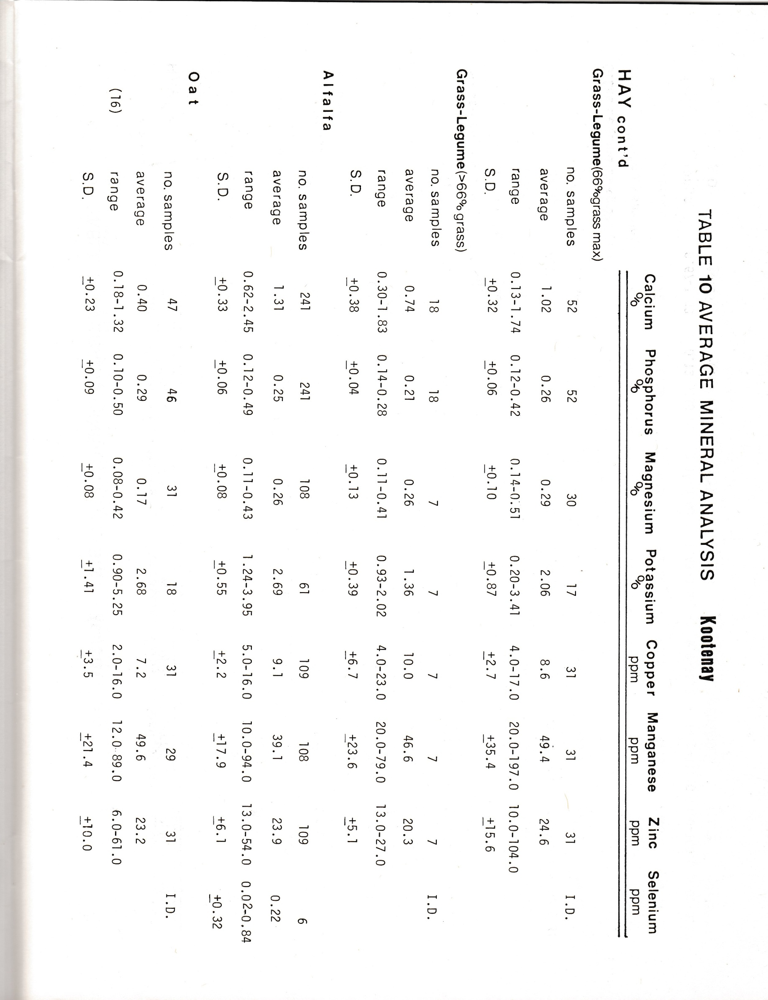 TABLE 10 AVERAGE MINERAL ANALYSIS Kootenay
Calcium Phosphorus Magnesium Potassium Copper Manganese Zinc Selenium
% % % % ppm ppm ppm ppm
HAY cont'd
Grass-Legume(66%grass max)
no. samples 52 52 30 17 31 31 31 I.D.
average 1.02 0.26 0.29 2.06 8.6 49.4 24.6
range 0.13-1.74 0.12-0.42 0.14-0.51 0.20-3.41 4.0-17.0 20.0-197.0 10.0-104.0
S.D. ±0.32 ±0.06 ±0.10 ±0.87 ±2.7 ±35.4 ±15.6
Grass-Legume(>66% grass)
no. samples 18 18 7 7 7 7 7 I.D.
average 0.74 0.21 0.26 1.36 10.0 46.6 20.3
range 0.30-1.83 0.14-0.28 0.11-0.41 0.93-2.02 4.0-23.0 20.0-79.0 13.0-27.0
S.D. ±0.38 ±0.04 ±0.13 ±0.39 ±6.7 ±23.6 ±5.1
Alfalfa
no. samples 241 241 108 61 109 108 109 6
average 1.31 0.25 0.26 2.69 9.1 39.1 23.9 0.22
range 0.62-2.45 0.12-0.49 0.11-0.43 1.24-3.95 5.0-16.0 10.0-94.0 13.0-54.0 0.02-0.84
S.D. ±0.33 ±0.06 ±0.08 ±0.55 ±2.2 ±17.9 ±6.1 ±0.32
Oat
no. samples 47 46 31 18 31 29 31 I.D.
average 0.40 0.29 0.17 2.68 7.2 49.6 23.2
(16) range 0.18-1.32 0.10-0.50 0.08-0.42 0.90-5.25 2.0-16.0 12.0-89.0 6.0-61.0
S.D. ±0.23 ±0.09 ±0.08 ±1.41 ±3.5 ±21.4 ±10.0